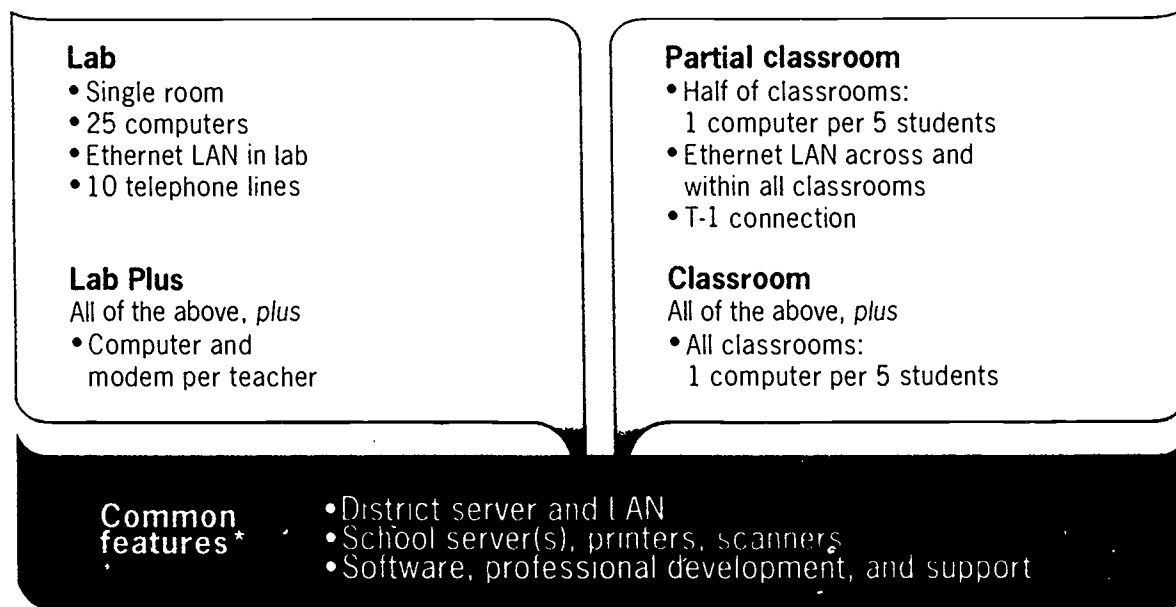 Lab
• Single room
• 25 computers
• Ethernet LAN in lab
• 10 telephone lines
Lab Plus
All of the above, plus
• Computer and
modem per teacher
Partial classroom
• Half of classrooms:
1 computer per 5 students
• Ethernet LAN across and
within all classrooms
• T-1 connection
Classroom
All of the above, plus
• All classrooms:
1 computer per 5 students
Common
features*
• District server and LAN
• School server(s), printers, scanners
• Software, professional development, and support